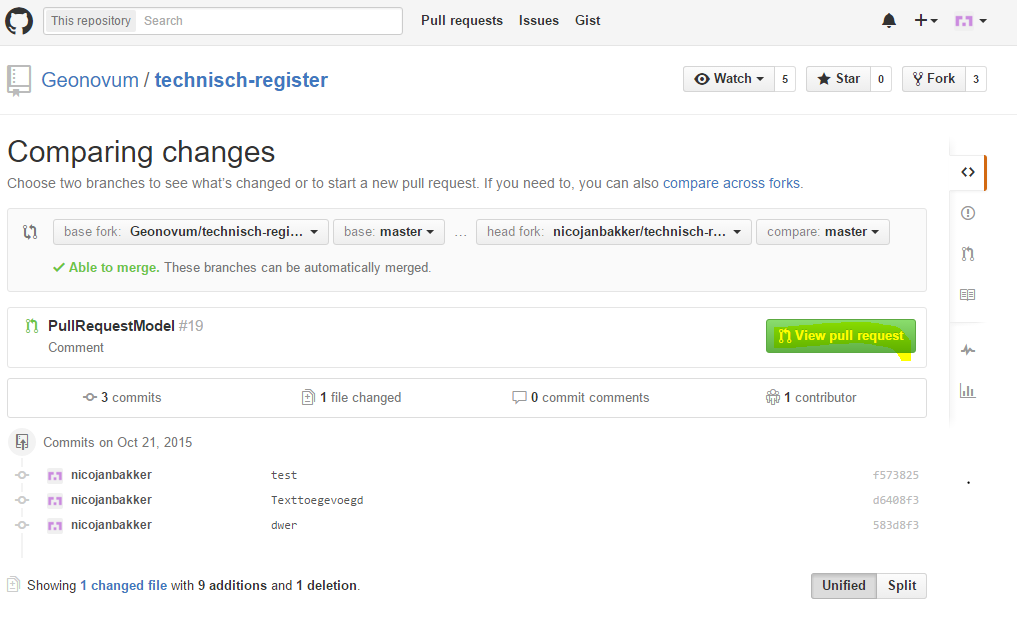 This repository Search Pull requests Issues Gist
Geonovum / technisch-register Watch 5 Star 0 Fork 3
Comparing changes
Choose two branches to see what's changed or to start a new pull request. If you need to, you can also compare across forks.
base fork: Geonovum/technisch-regi... base: master ... head fork: nicojanbakker/technisch-r... compare: master
Able to merge. These branches can be automatically merged.
PullRequestModel #19
Comment
View pull request
3 commits 1 file changed 0 commit comments 1 contributor
Commits on Oct 21, 2015
nicojanbakker test f573825
nicojanbakker Texttoegevoegd d6408f3
nicojanbakker dwer 583d8f3
Showing 1 changed file with 9 additions and 1 deletion. Unified Split